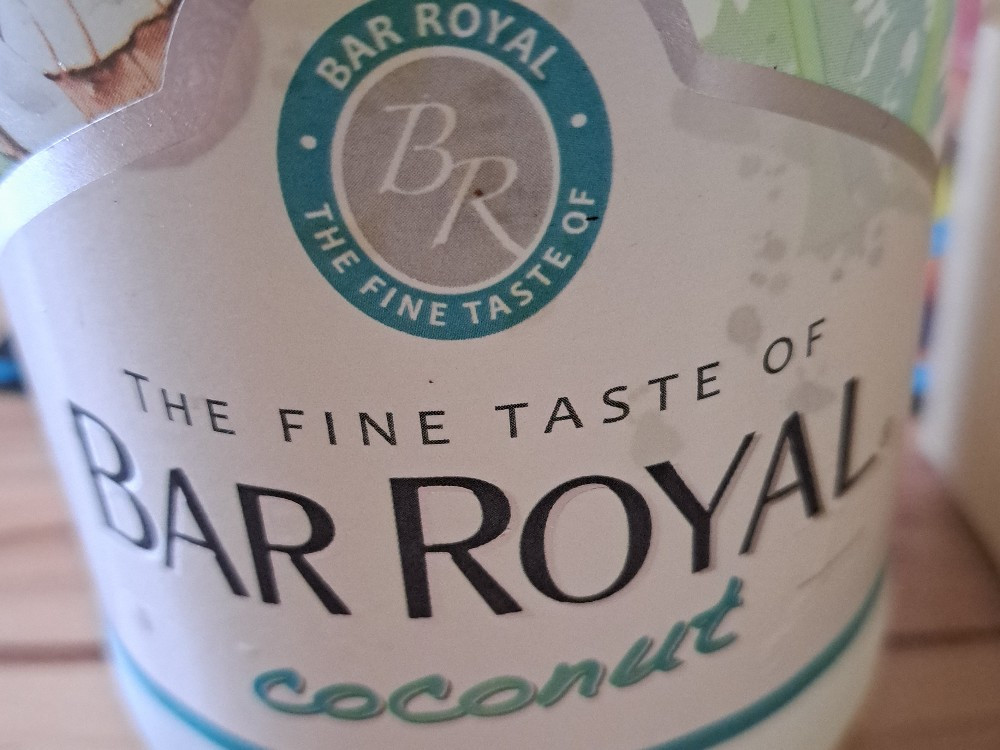 BAR ROYAL
BR
THE FINE TASTE OF
THE FINE TASTE OF
BAR ROYAL
coconut